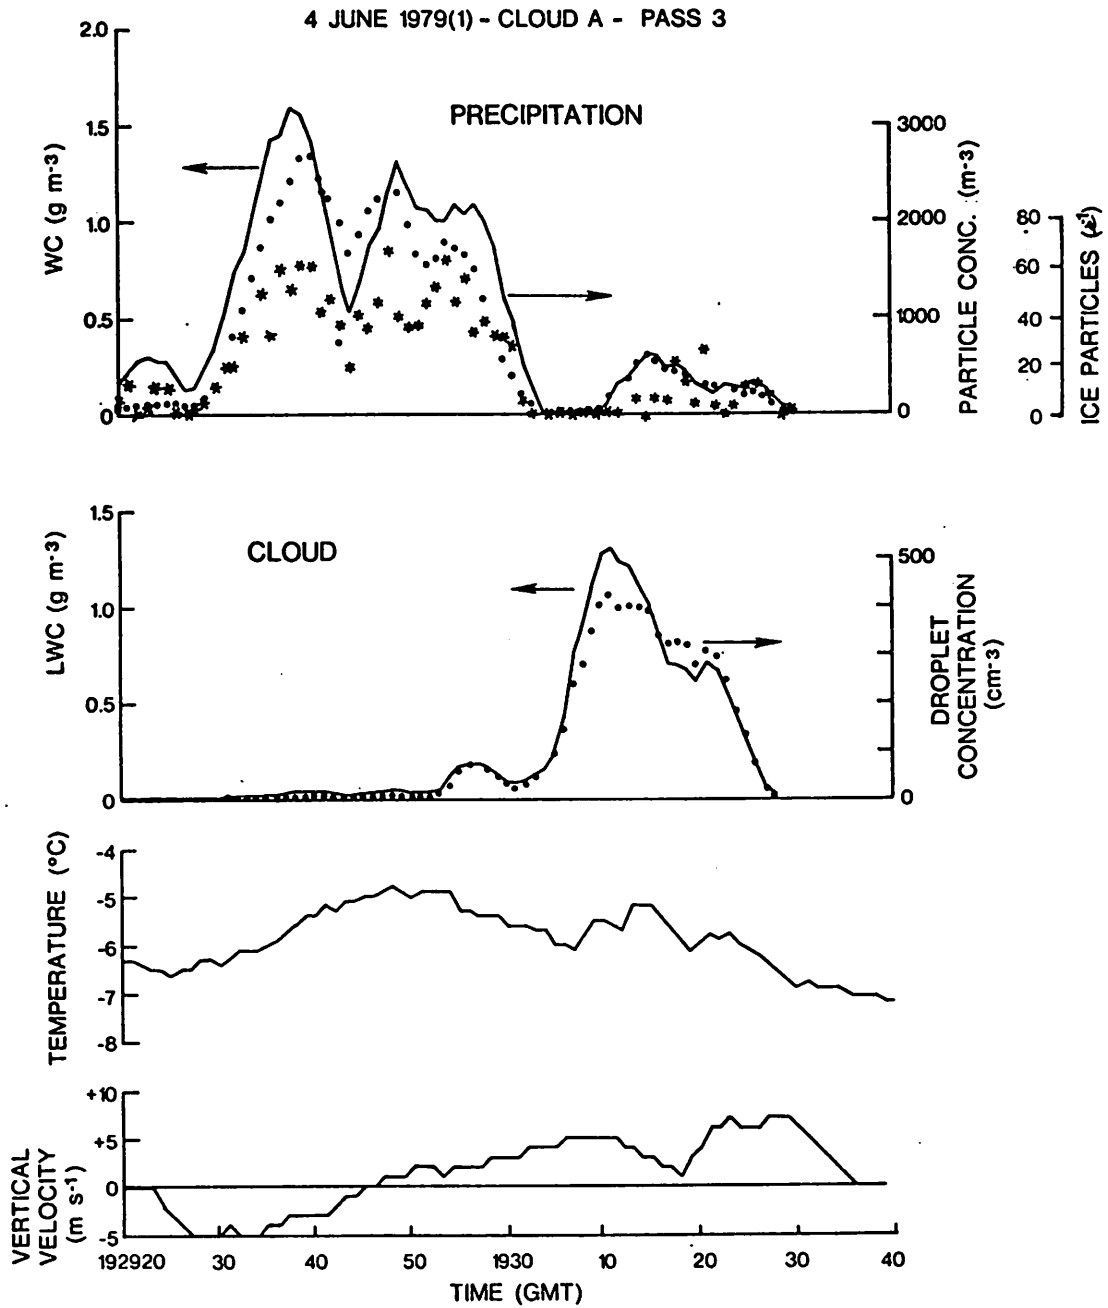 4 JUNE 1979(1) - CLOUD A - PASS 3
2.0
1.5
1.0
0.5
0
WC (g m-3)
PRECIPITATION
3000
2000
1000
0
PARTICLE CONC. (m-3)
80
60
40
20
0
ICE PARTICLES
CLOUD
1.5
1.0
0.5
0
LWC (g m-3)
500
0
DROPLET
CONCENTRATION
(cm-3)
-4
-5
-6
-7
-8
TEMPERATURE (°C)
+10
+5
0
-5
VERTICAL
VELOCITY
(m s-1)
192920 30 40 50 1930 10 20 30 40
TIME (GMT)